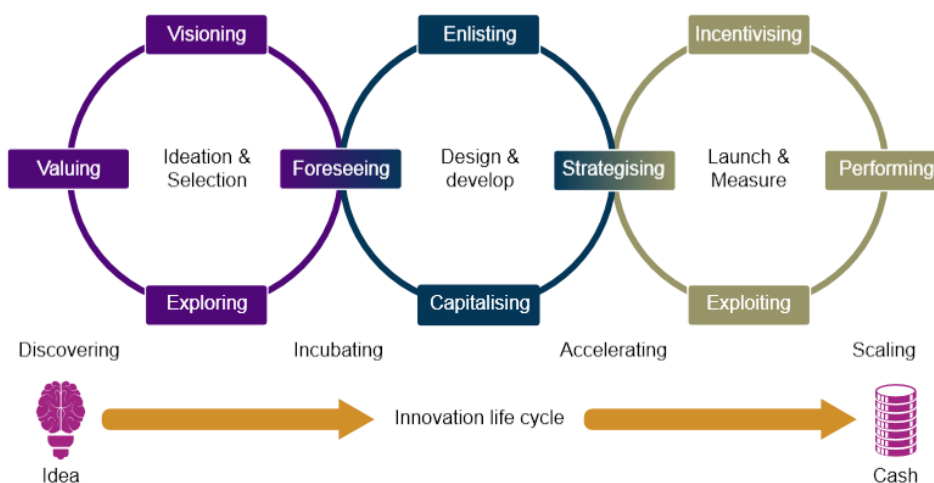 Visioning
Enlisting
Incentivising
Valuing
Ideation &
Selection
Foreseeing
Design &
develop
Strategising
Launch &
Measure
Performing
Exploring
Capitalising
Exploiting
Discovering
Incubating
Accelerating
Scaling
Innovation life cycle
Idea
Cash